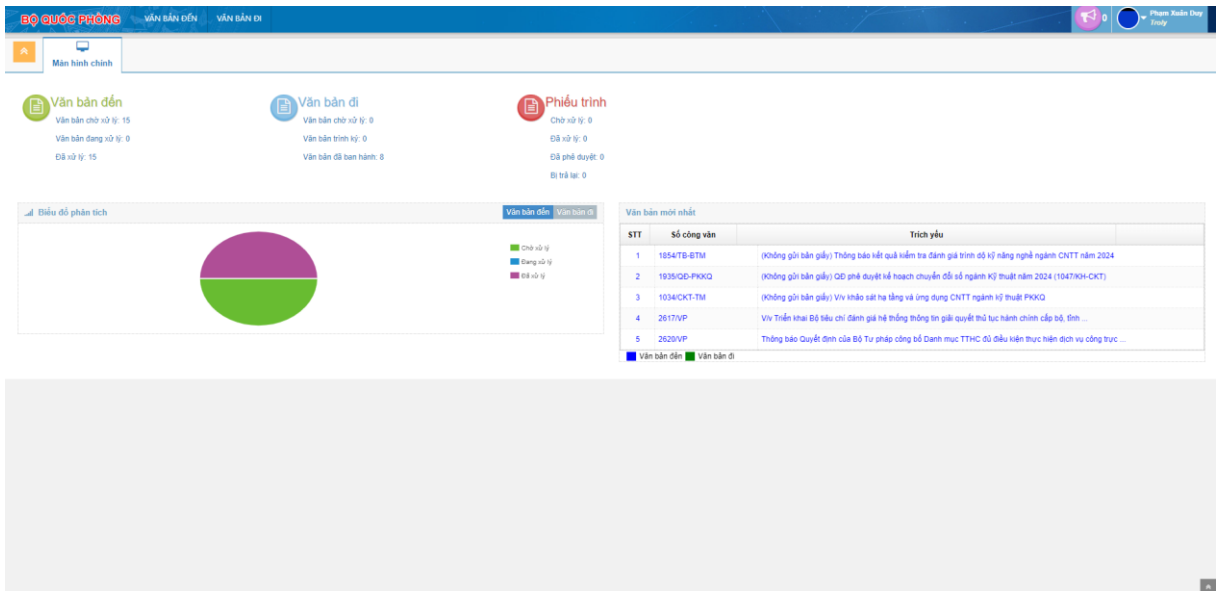 BỘ QUỐC PHÒNG VĂN BẢN ĐẾN VĂN BẢN ĐI 0 Phạm Xuân Duy
Troly
Màn hình chính
Văn bản đến
Văn bản chờ xử lý: 15
Văn bản đang xử lý: 0
Đã xử lý: 15
Văn bản đi
Văn bản chờ xử lý: 0
Văn bản trình ký: 0
Văn bản đã ban hành: 8
Phiếu trình
Chờ xử lý: 0
Đã xử lý: 0
Đã phê duyệt: 0
Bị trả lại: 0
Biểu đồ phân tích Văn bản đến Văn bản đi
Chờ xử lý
Đang xử lý
Đã xử lý
Văn bản mới nhất
STT Số công văn Trích yếu
1 1854/TB-BTM (Không gửi bản giấy) Thông báo kết quả kiểm tra đánh giá trình độ kỹ năng nghề ngành CNTT năm 2024
2 1935/QĐ-PKKQ (Không gửi bản giấy) QĐ phê duyệt kế hoạch chuyển đổi số ngành Kỹ thuật năm 2024 (1047/KH-CKT)
3 1034/CKT-TM (Không gửi bản giấy) V/v khảo sát hạ tầng và ứng dụng CNTT ngành kỹ thuật PKKQ
4 2617/VP V/v Triển khai Bộ tiêu chí đánh giá hệ thống thông tin giải quyết thủ tục hành chính cấp bộ, tỉnh ...
5 2620/VP Thông báo Quyết định của Bộ Tư pháp công bố Danh mục TTHC đủ điều kiện thực hiện dịch vụ công trực ...
Văn bản đến Văn bản đi